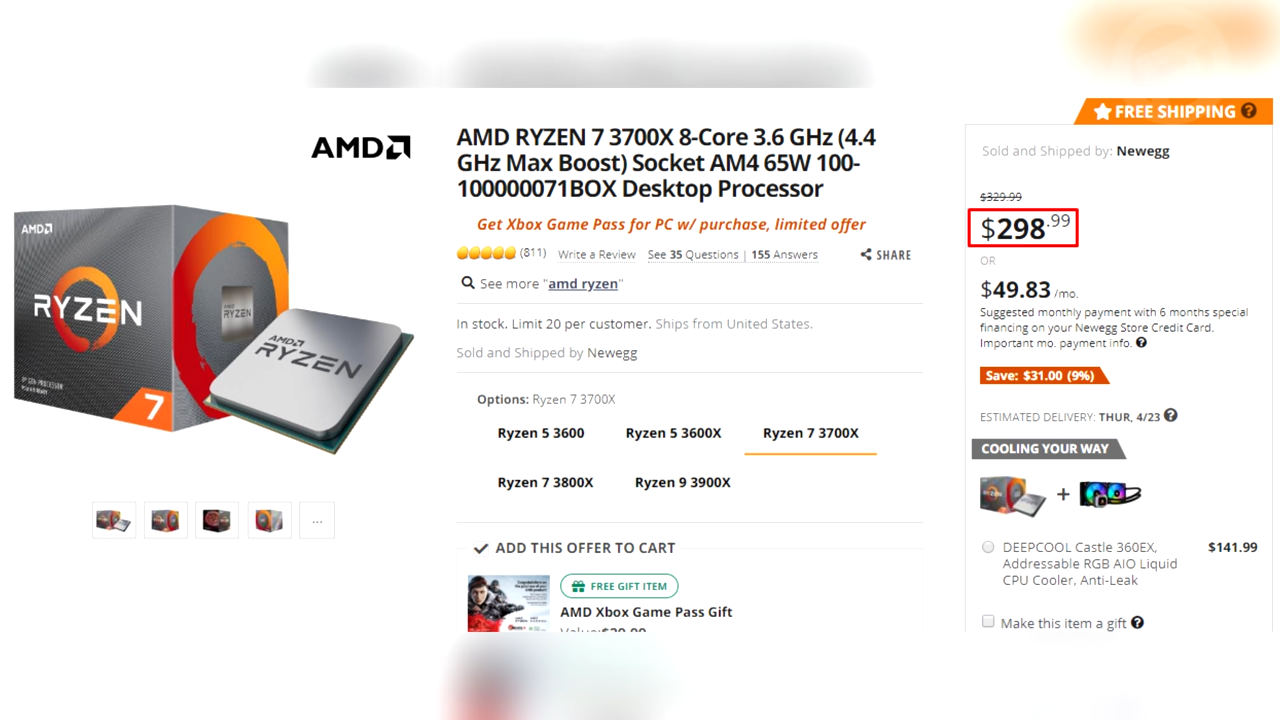 AMD
AMD
RYZEN
7
AMD
RYZEN
AMD
RYZEN
...
AMD RYZEN 7 3700X 8-Core 3.6 GHz (4.4
GHz Max Boost) Socket AM4 65W 100-
100000071BOX Desktop Processor
Get Xbox Game Pass for PC w/ purchase, limited offer
(811) Write a Review See 35 Questions | 155 Answers SHARE
See more "amd ryzen"
In stock. Limit 20 per customer. Ships from United States.
Sold and Shipped by Newegg
Options: Ryzen 7 3700X
Ryzen 5 3600 Ryzen 5 3600X Ryzen 7 3700X
Ryzen 7 3800X Ryzen 9 3900X
ADD THIS OFFER TO CART
FREE GIFT ITEM
AMD Xbox Game Pass Gift
FREE SHIPPING ?
Sold and Shipped by: Newegg
$329.99
$298.99
OR
$49.83 /mo.
Suggested monthly payment with 6 months special
financing on your Newegg Store Credit Card.
Important mo. payment info. ?
Save: $31.00 (9%)
ESTIMATED DELIVERY: THUR, 4/23 ?
COOLING YOUR WAY
+
DEEPCOOL Castle 360EX, $141.99
Addressable RGB AIO Liquid
CPU Cooler, Anti-Leak
Make this item a gift ?